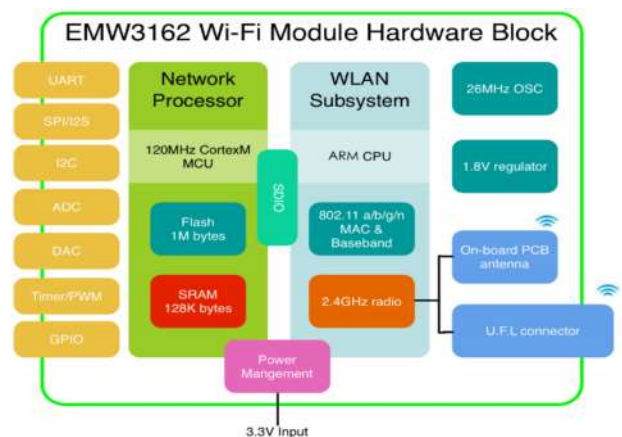 EMW3162 Wi-Fi Module Hardware Block
UART
SPI/I2S
I2C
ADC
DAC
Timer/PWM
GPIO
Network
Processor
120MHz CortexM
MCU
Flash
1M bytes
SRAM
128K bytes
SDIO
WLAN
Subsystem
ARM CPU
802.11 a/b/g/n
MAC &
Baseband
2.4GHz radio
26MHz OSC
1.8V regulator
On-board PCB
antenna
U.F.L connector
Power
Mangement
3.3V Input